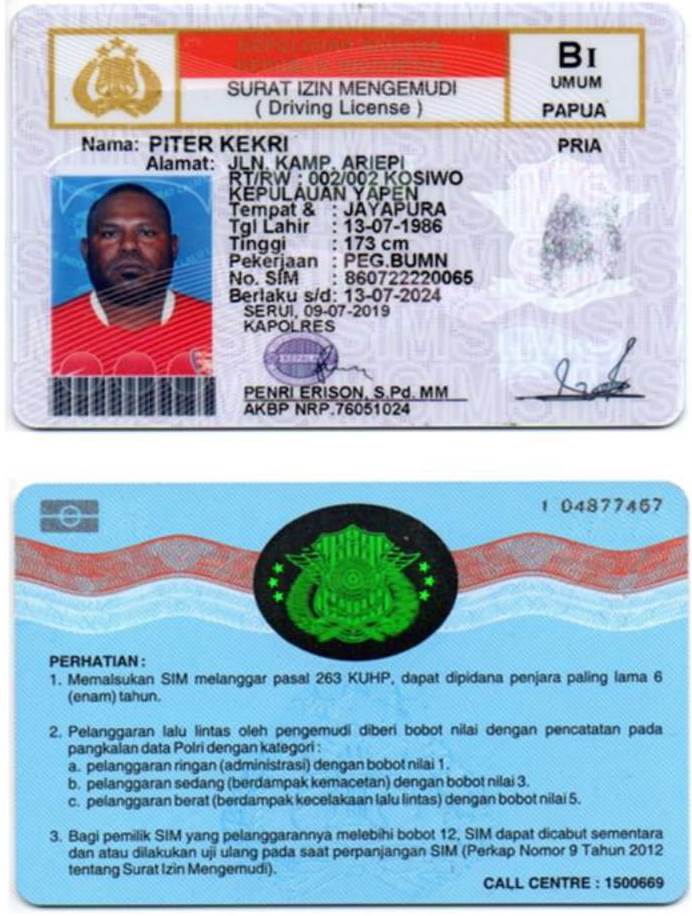 REPUBLIK INDONESIA
SURAT IZIN MENGEMUDI
( Driving License )
BI
UMUM
PAPUA
Nama: PITER KEKRI
PRIA
Alamat: JLN. KAMP. ARIEPI
RT/RW : 002/002 KOSIWO
KEPULAUAN YAPEN
Tempat & : JAYAPURA
Tgl Lahir : 13-07-1986
Tinggi : 173 cm
Pekerjaan : PEG.BUMN
No. SIM : 860722220065
Berlaku s/d: 13-07-2024
SERUI, 09-07-2019
KAPOLRES
PENRI ERISON, S.Pd. MM
AKBP NRP.76051024
1 04877457
PERHATIAN :
1. Memalsukan SIM melanggar pasal 263 KUHP, dapat dipidana penjara paling lama 6
(enam) tahun.
2. Pelanggaran lalu lintas oleh pengemudi diberi bobot nilai dengan pencatatan pada
pangkalan data Polri dengan kategori :
a. pelanggaran ringan (administrasi) dengan bobot nilai 1.
b. pelanggaran sedang (berdampak kemacetan) dengan bobot nilai 3.
c. pelanggaran berat (berdampak kecelakaan lalu lintas) dengan bobot nilai 5.
3. Bagi pemilik SIM yang pelanggarannya melebihi bobot 12, SIM dapat dicabut sementara
dan atau dilakukan uji ulang pada saat perpanjangan SIM (Perkap Nomor 9 Tahun 2012
tentang Surat Izin Mengemudi).
CALL CENTRE : 1500669